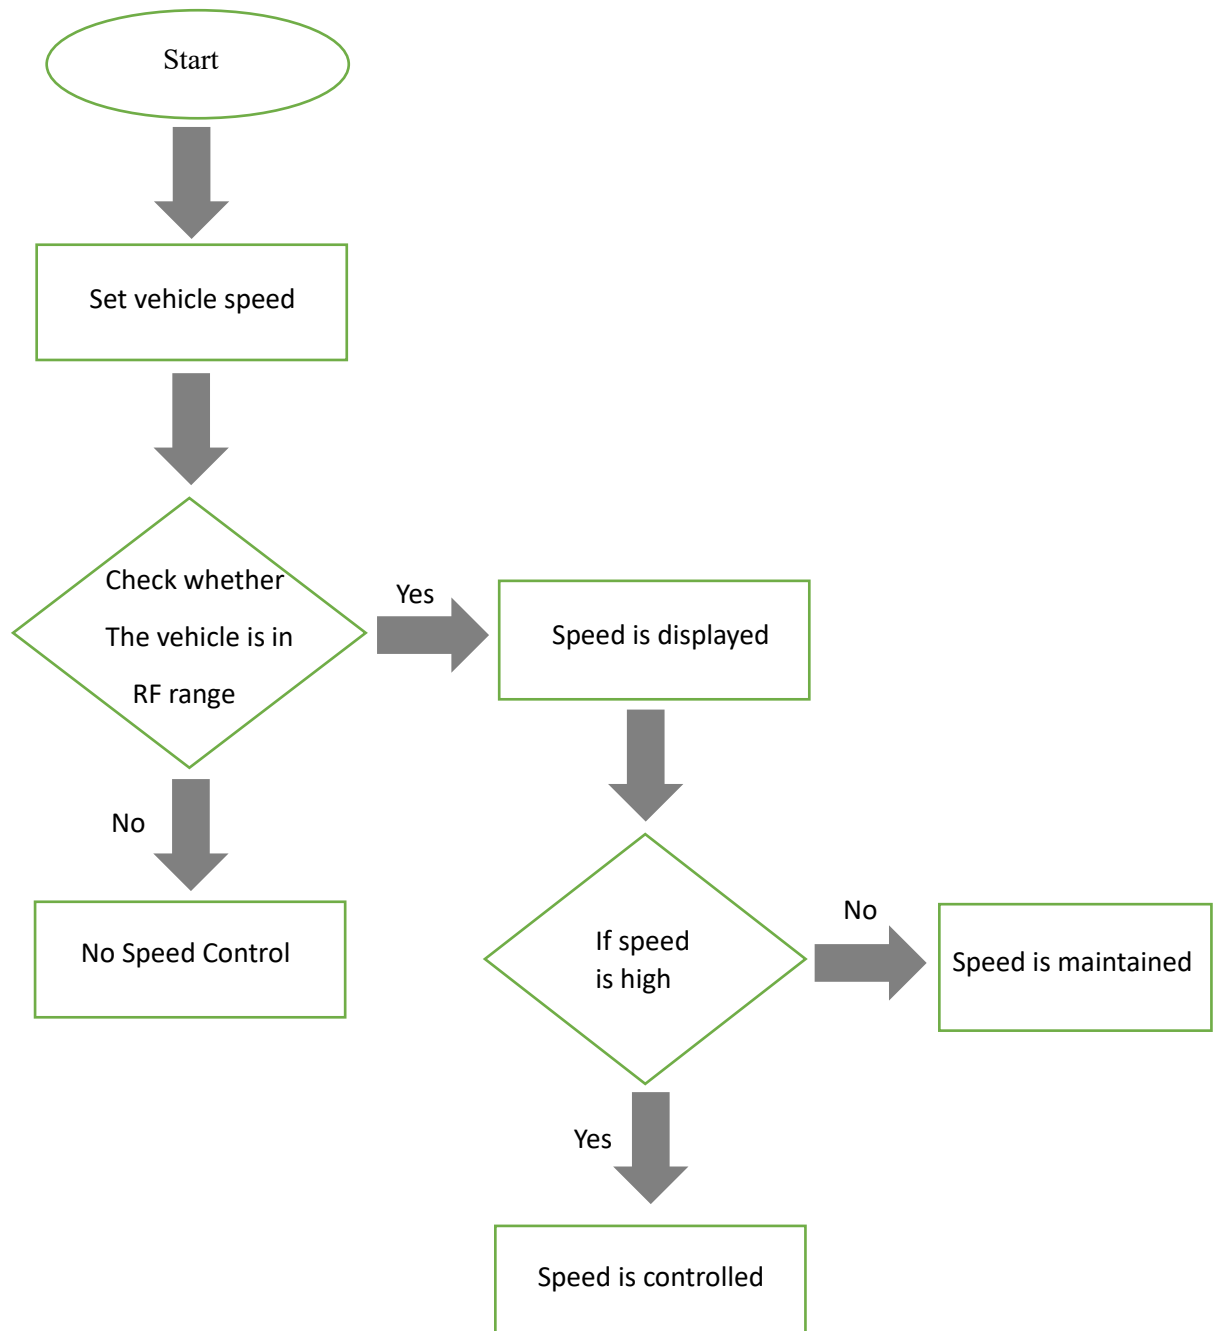 Start
Set vehicle speed
Check whether
The vehicle is in
RF range
Yes
Speed is displayed
No
No Speed Control
If speed
is high
No
Speed is maintained
Yes
Speed is controlled